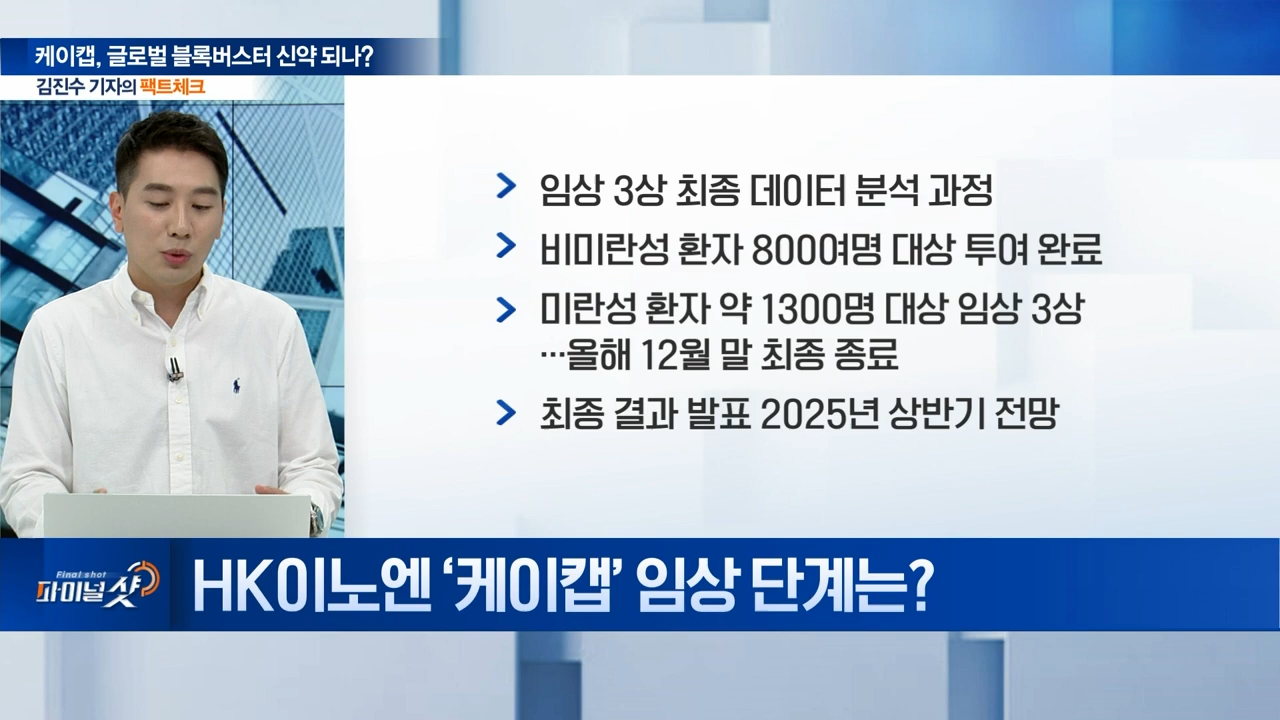 케이캡, 글로벌 블록버스터 신약 되나?
김진수 기자의 팩트체크
임상 3상 최종 데이터 분석 과정
비미란성 환자 800여명 대상 투여 완료
미란성 환자 약 1300명 대상 임상 3상
…올해 12월 말 최종 종료
최종 결과 발표 2025년 상반기 전망
Final shot
파이널샷
HK이노엔 ‘케이캡’ 임상 단계는?